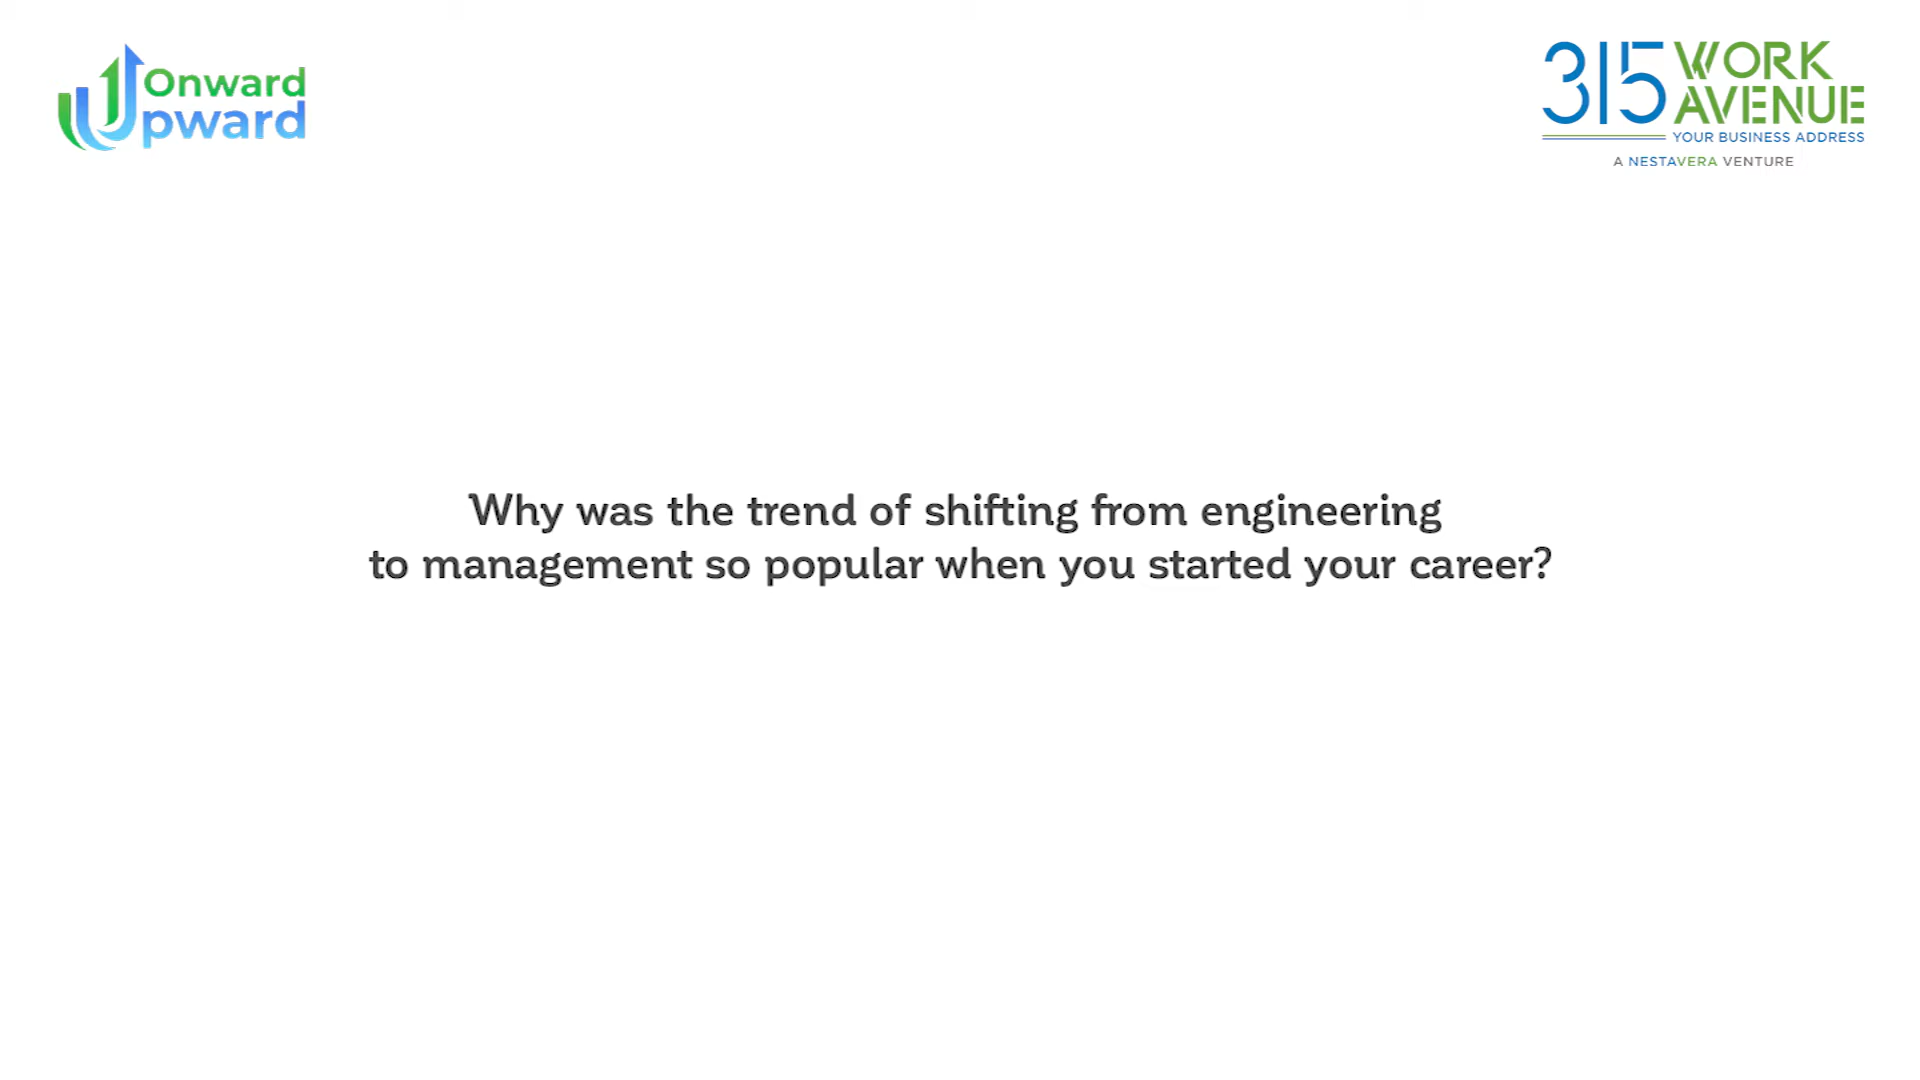 Onward
Upward
315 WORK
AVENUE
YOUR BUSINESS ADDRESS
A NESTAVERA VENTURE
Why was the trend of shifting from engineering
to management so popular when you started your career?